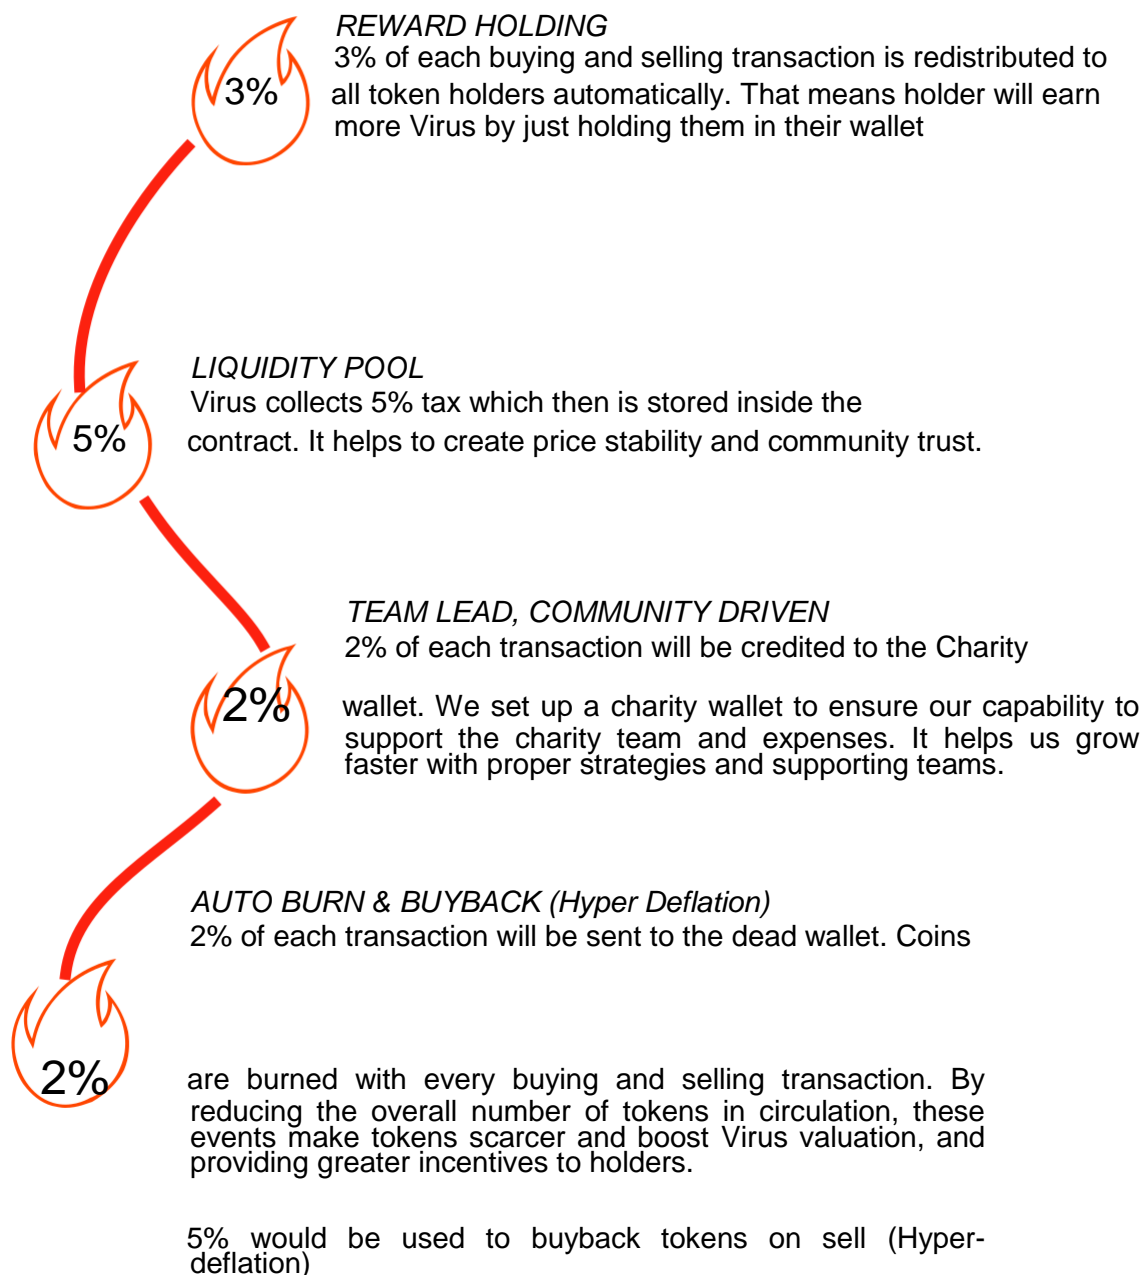 REWARD HOLDING
3% of each buying and selling transaction is redistributed to
3%
all token holders automatically. That means holder will earn
more Virus by just holding them in their wallet
LIQUIDITY POOL
Virus collects 5% tax which then is stored inside the
5%
contract. It helps to create price stability and community trust.
TEAM LEAD, COMMUNITY DRIVEN
2% of each transaction will be credited to the Charity
2%
wallet. We set up a charity wallet to ensure our capability to
support the charity team and expenses. It helps us grow
faster with proper strategies and supporting teams.
AUTO BURN & BUYBACK (Hyper Deflation)
2% of each transaction will be sent to the dead wallet. Coins
2%
are burned with every buying and selling transaction. By
reducing the overall number of tokens in circulation, these
events make tokens scarcer and boost Virus valuation, and
providing greater incentives to holders.
5% would be used to buyback tokens on sell (Hyper-
deflation)